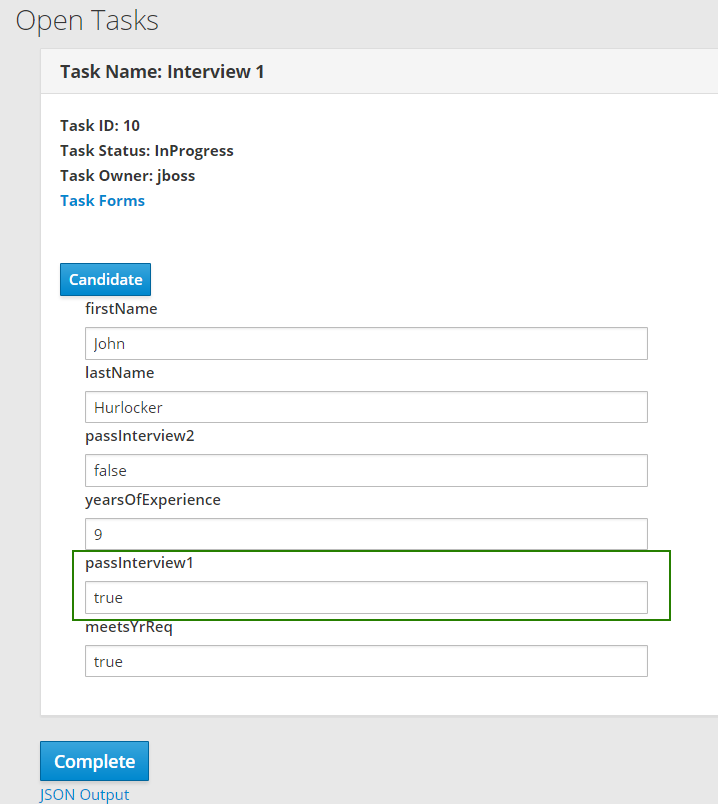 Open Tasks
Task Name: Interview 1
Task ID: 10
Task Status: InProgress
Task Owner: jboss
Task Forms
Candidate
firstName
John
lastName
Hurlocker
passInterview2
false
yearsOfExperience
9
passInterview1
true
meetsYrReq
true
Complete
JSON Output